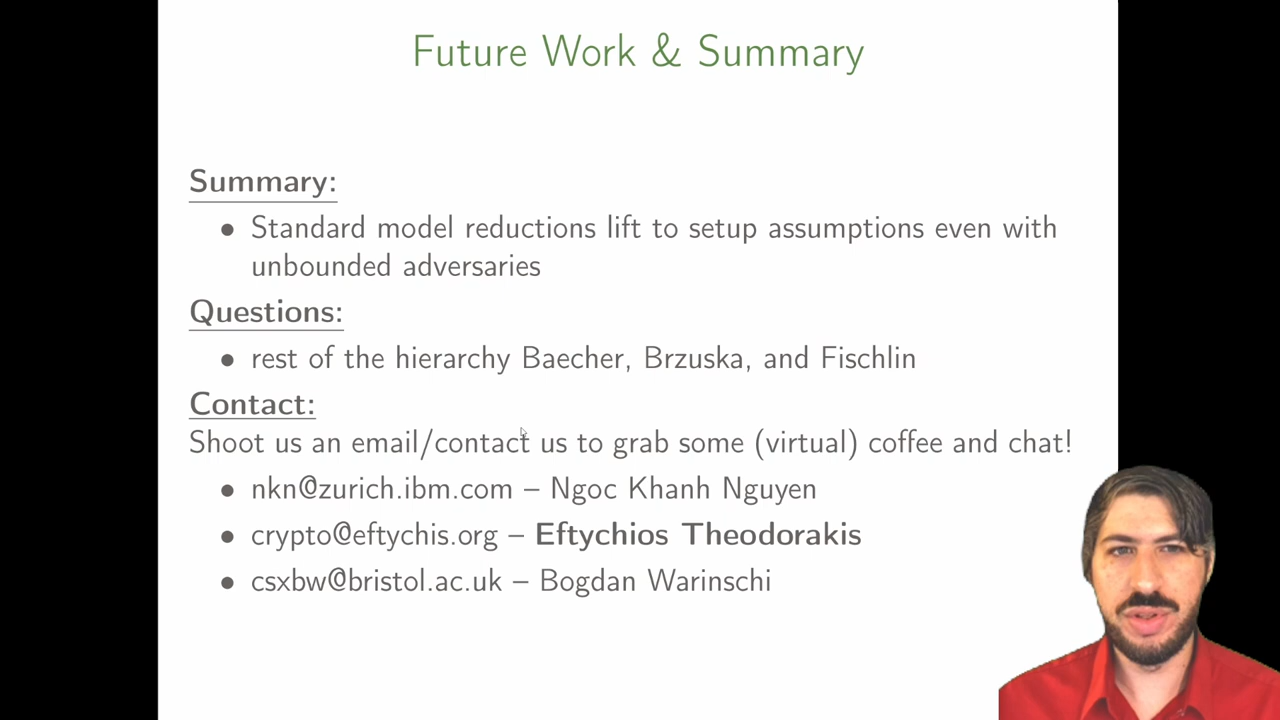 Future Work & Summary
Summary:
• Standard model reductions lift to setup assumptions even with
unbounded adversaries
Questions:
• rest of the hierarchy Baecher, Brzuska, and Fischlin
Contact:
Shoot us an email/contact us to grab some (virtual) coffee and chat!
• nkn@zurich.ibm.com – Ngoc Khanh Nguyen
• crypto@eftychis.org – Eftychios Theodorakis
• csxbw@bristol.ac.uk – Bogdan Warinschi